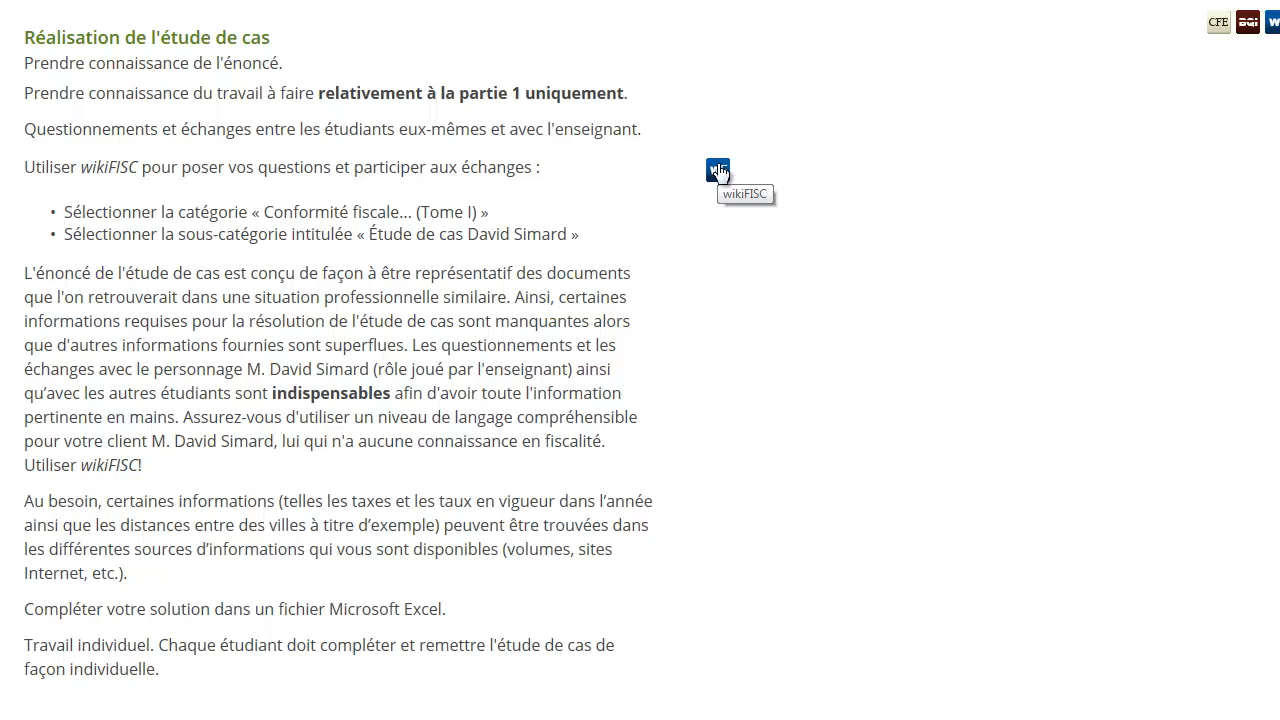 Réalisation de l'étude de cas
CFE
BGi
Prendre connaissance de l'énoncé.
Prendre connaissance du travail à faire relativement à la partie 1 uniquement.
Questionnements et échanges entre les étudiants eux-mêmes et avec l'enseignant.
Utiliser wikiFISC pour poser vos questions et participer aux échanges :
wikiFISC
• Sélectionner la catégorie « Conformité fiscale... (Tome I) »
• Sélectionner la sous-catégorie intitulée « Étude de cas David Simard »
L'énoncé de l'étude de cas est conçu de façon à être représentatif des documents
que l'on retrouverait dans une situation professionnelle similaire. Ainsi, certaines
informations requises pour la résolution de l'étude de cas sont manquantes alors
que d'autres informations fournies sont superflues. Les questionnements et les
échanges avec le personnage M. David Simard (rôle joué par l'enseignant) ainsi
qu’avec les autres étudiants sont indispensables afin d'avoir toute l'information
pertinente en mains. Assurez-vous d'utiliser un niveau de langage compréhensible
pour votre client M. David Simard, lui qui n'a aucune connaissance en fiscalité.
Utiliser wikiFISC!
Au besoin, certaines informations (telles les taxes et les taux en vigueur dans l’année
ainsi que les distances entre des villes à titre d’exemple) peuvent être trouvées dans
les différentes sources d’informations qui vous sont disponibles (volumes, sites
Internet, etc.).
Compléter votre solution dans un fichier Microsoft Excel.
Travail individuel. Chaque étudiant doit compléter et remettre l'étude de cas de
façon individuelle.